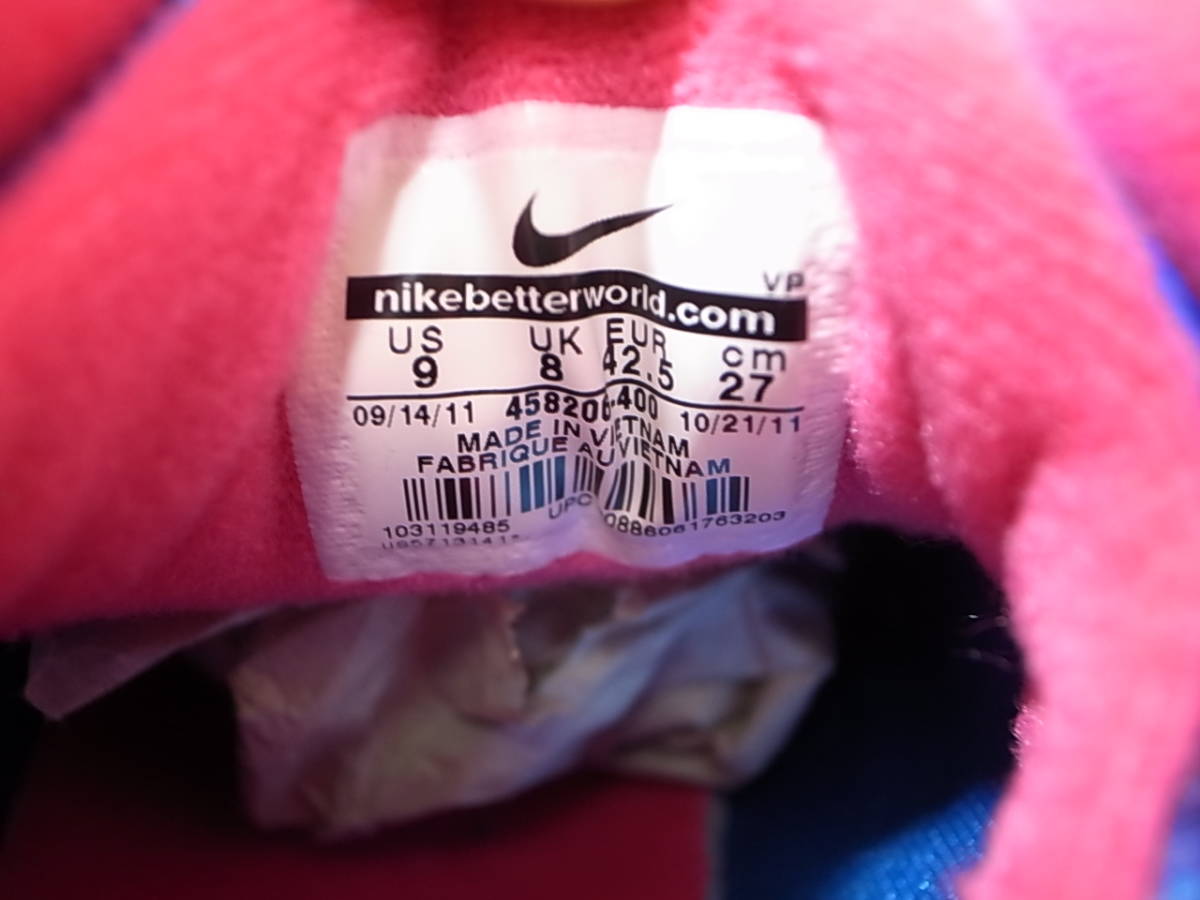 VP
nikebetterworld.com
US UK EUR cm
9 8 42.5 27
09/14/11 458206-400 10/21/11
MADE IN VIETNAM
FABRIQUE AU VIETNAM
103119485 UPC 00886061763203